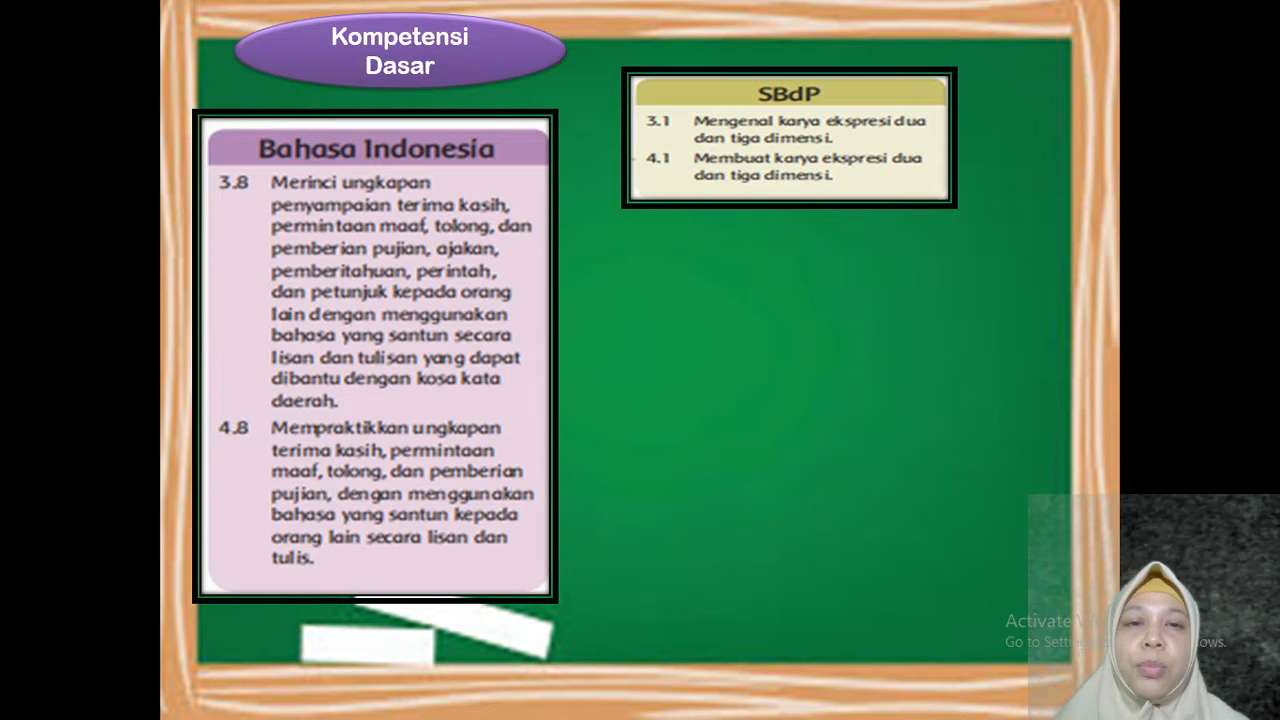 Kompetensi
Dasar
Bahasa Indonesia
3.8 Merinci ungkapan
penyampaian terima kasih,
permintaan maaf, tolong, dan
pemberian pujian, ajakan,
pemberitahuan, perintah,
dan petunjuk kepada orang
lain dengan menggunakan
bahasa yang santun secara
lisan dan tulisan yang dapat
dibantu dengan kosa kata
daerah.
4.8 Mempraktikkan ungkapan
terima kasih, permintaan
maaf, tolong, dan pemberian
pujian, dengan menggunakan
bahasa yang santun kepada
orang lain secara lisan dan
tulis.
SBdP
3.1 Mengenal karya ekspresi dua
dan tiga dimensi.
4.1 Membuat karya ekspresi dua
dan tiga dimensi.
Activate
Go to